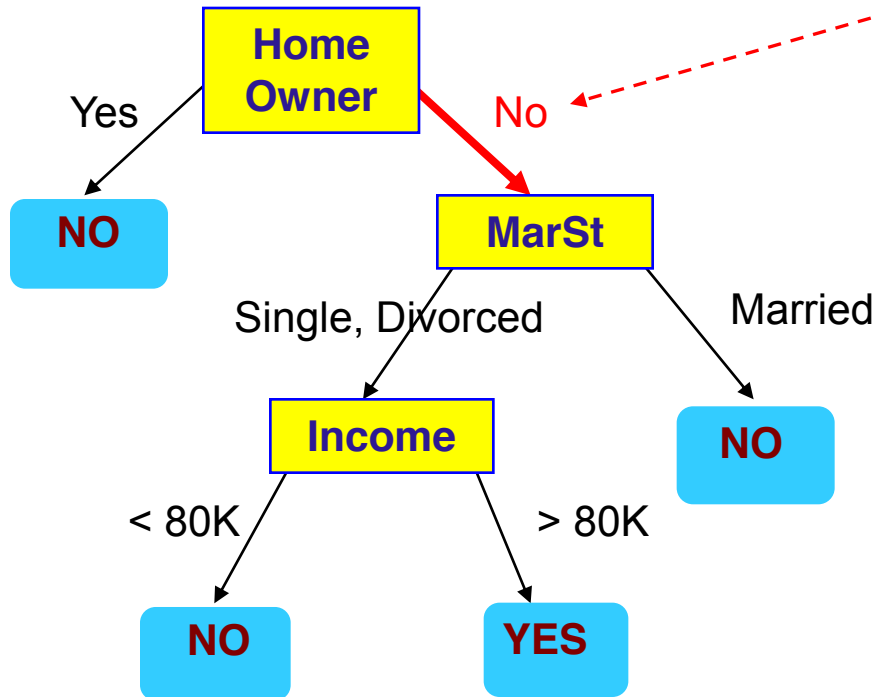 Home
Owner
Yes
No
NO
MarSt
Single, Divorced
Married
Income
NO
< 80K
> 80K
NO
YES